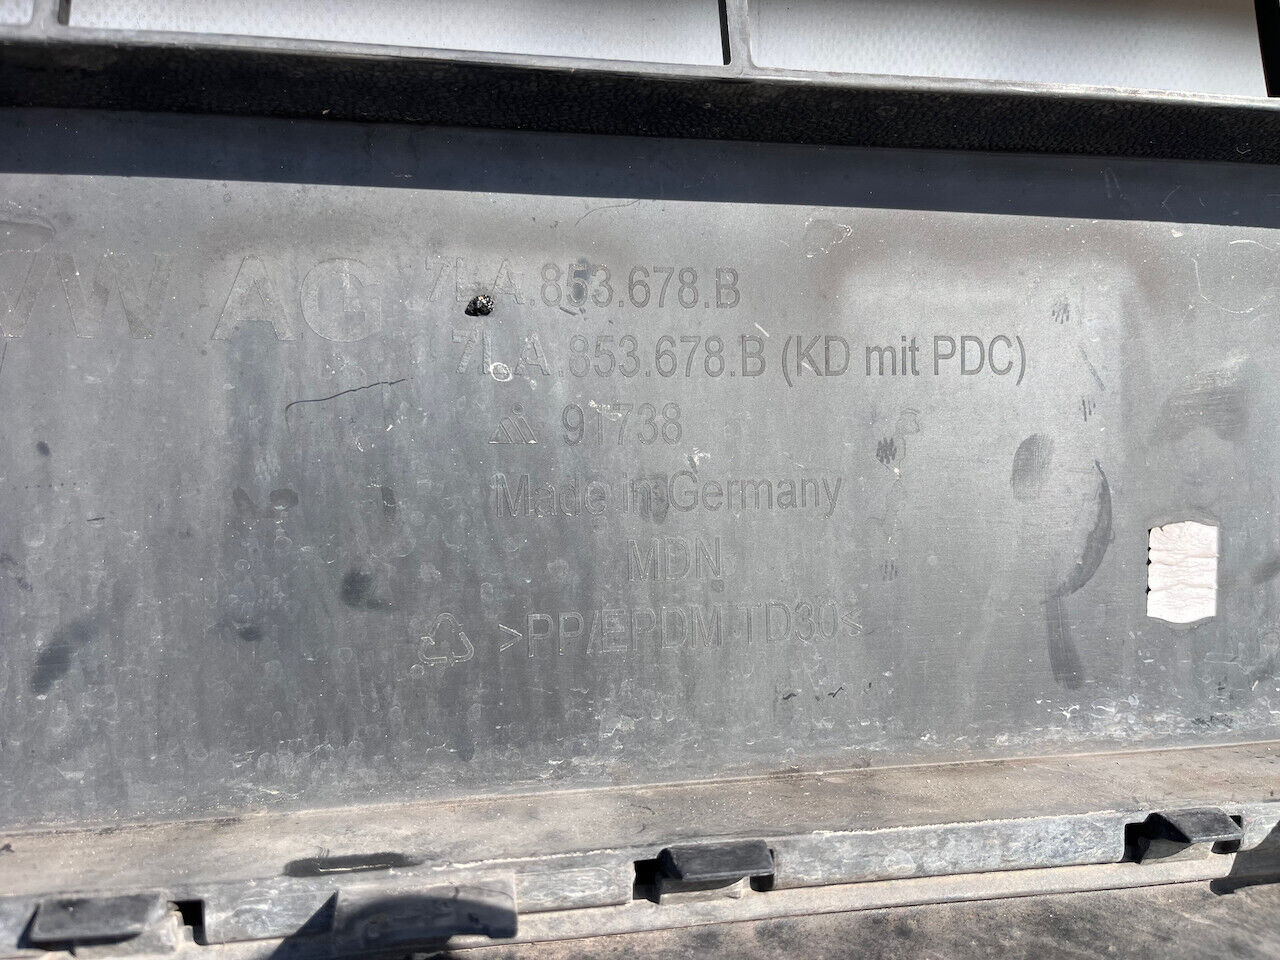 VW AG 7LA.853.678.B
7LA.853.678.B (KD mit PDC)
91738
Made in Germany
MDN
>PP/EPDM TD30<